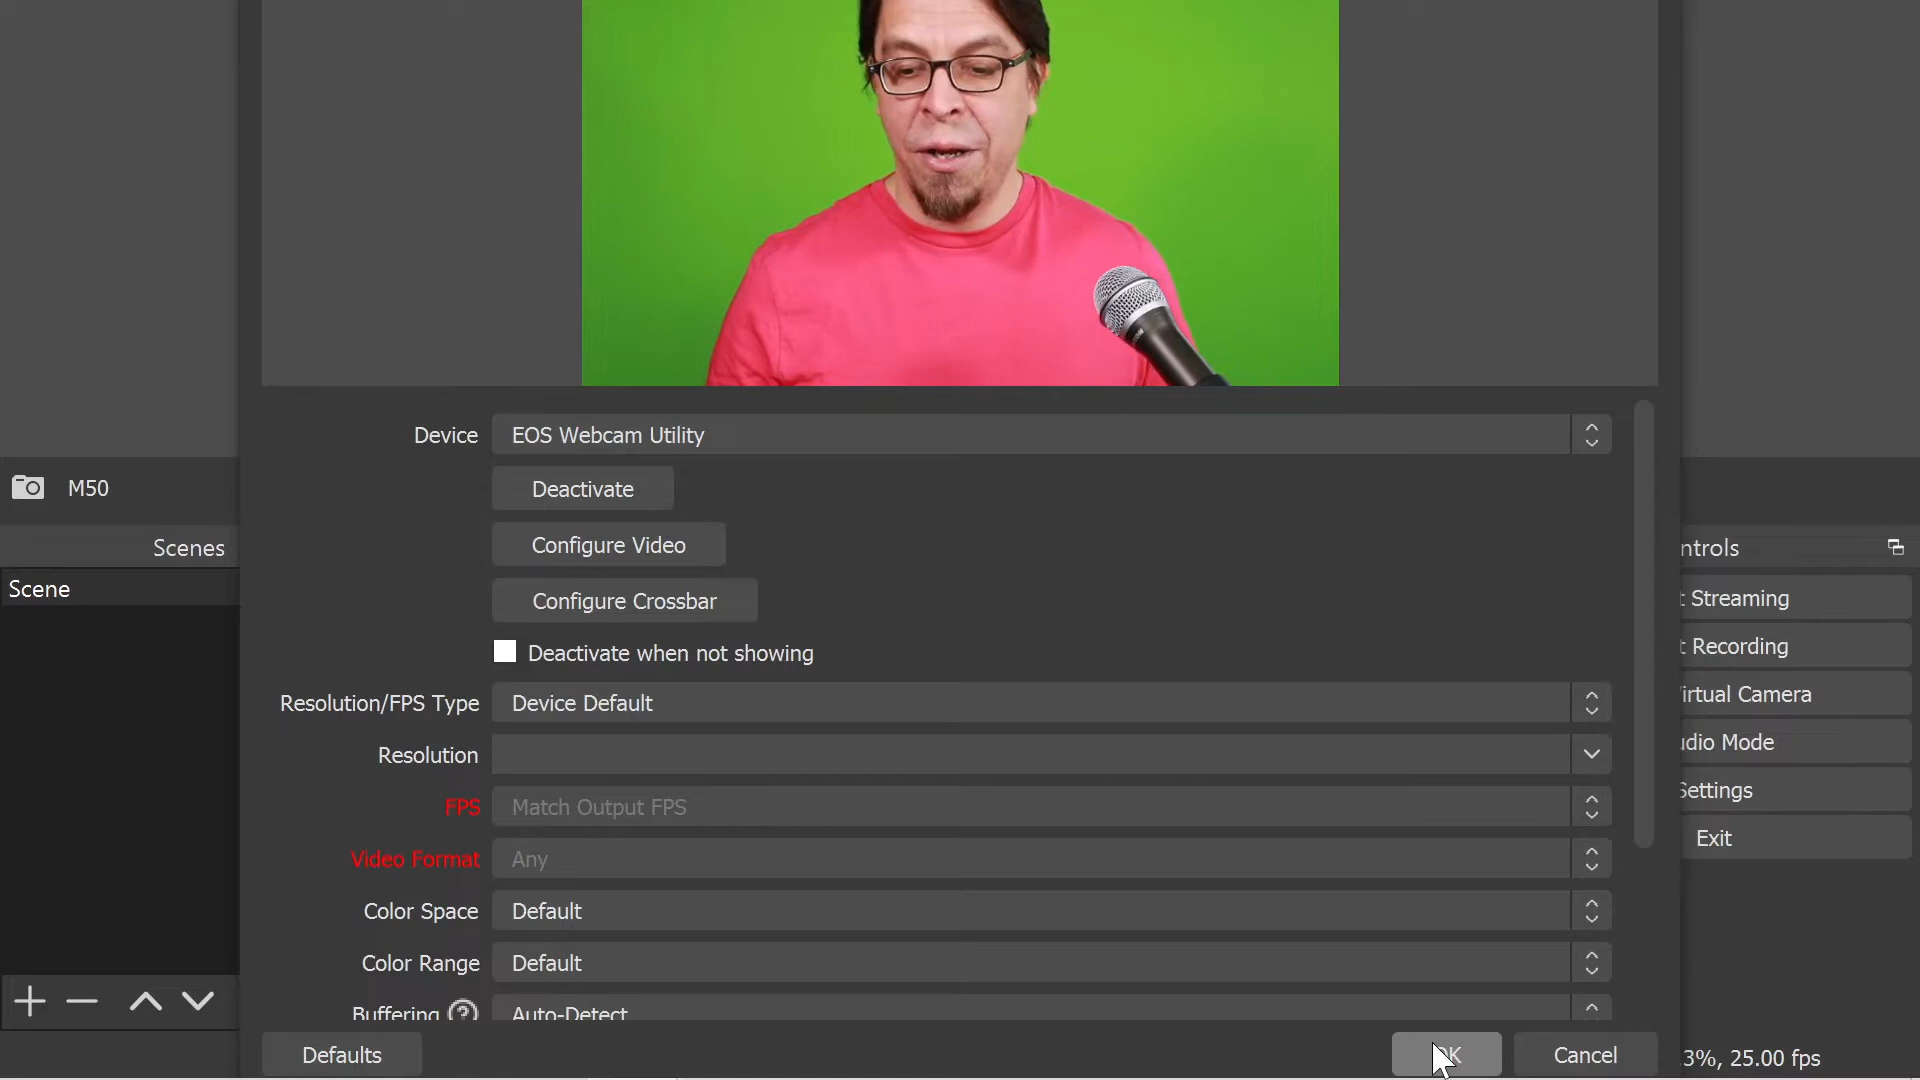 Device
EOS Webcam Utility
Deactivate
Configure Video
Configure Crossbar
Deactivate when not showing
Resolution/FPS Type
Device Default
Resolution
FPS
Match Output FPS
Video Format
Any
Color Space
Default
Color Range
Default
Buffering
?
Auto-Detect
Defaults
Cancel
M50
Scenes
Scene
ntrols
t Streaming
t Recording
irtual Camera
udio Mode
Settings
Exit
3%, 25.00 fps